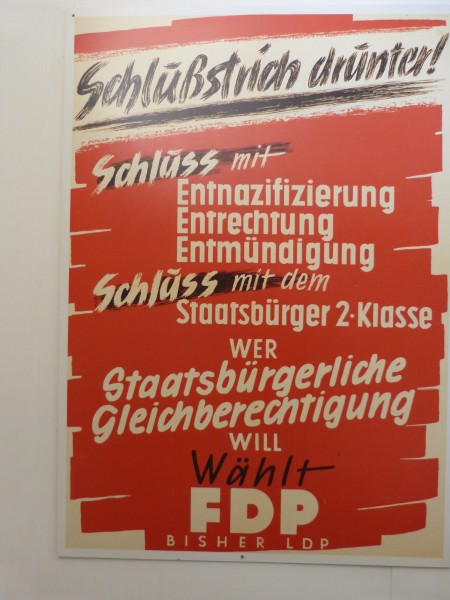 Schlußstrich drunter!
Schluss mit
Entnazifizierung
Entrechtung
Entmündigung
Schluss mit dem
Staatsbürger 2. Klasse
WER
Staatsbürgerliche
Gleichberechtigung
WILL
Wählt
FDP
BISHER LDP